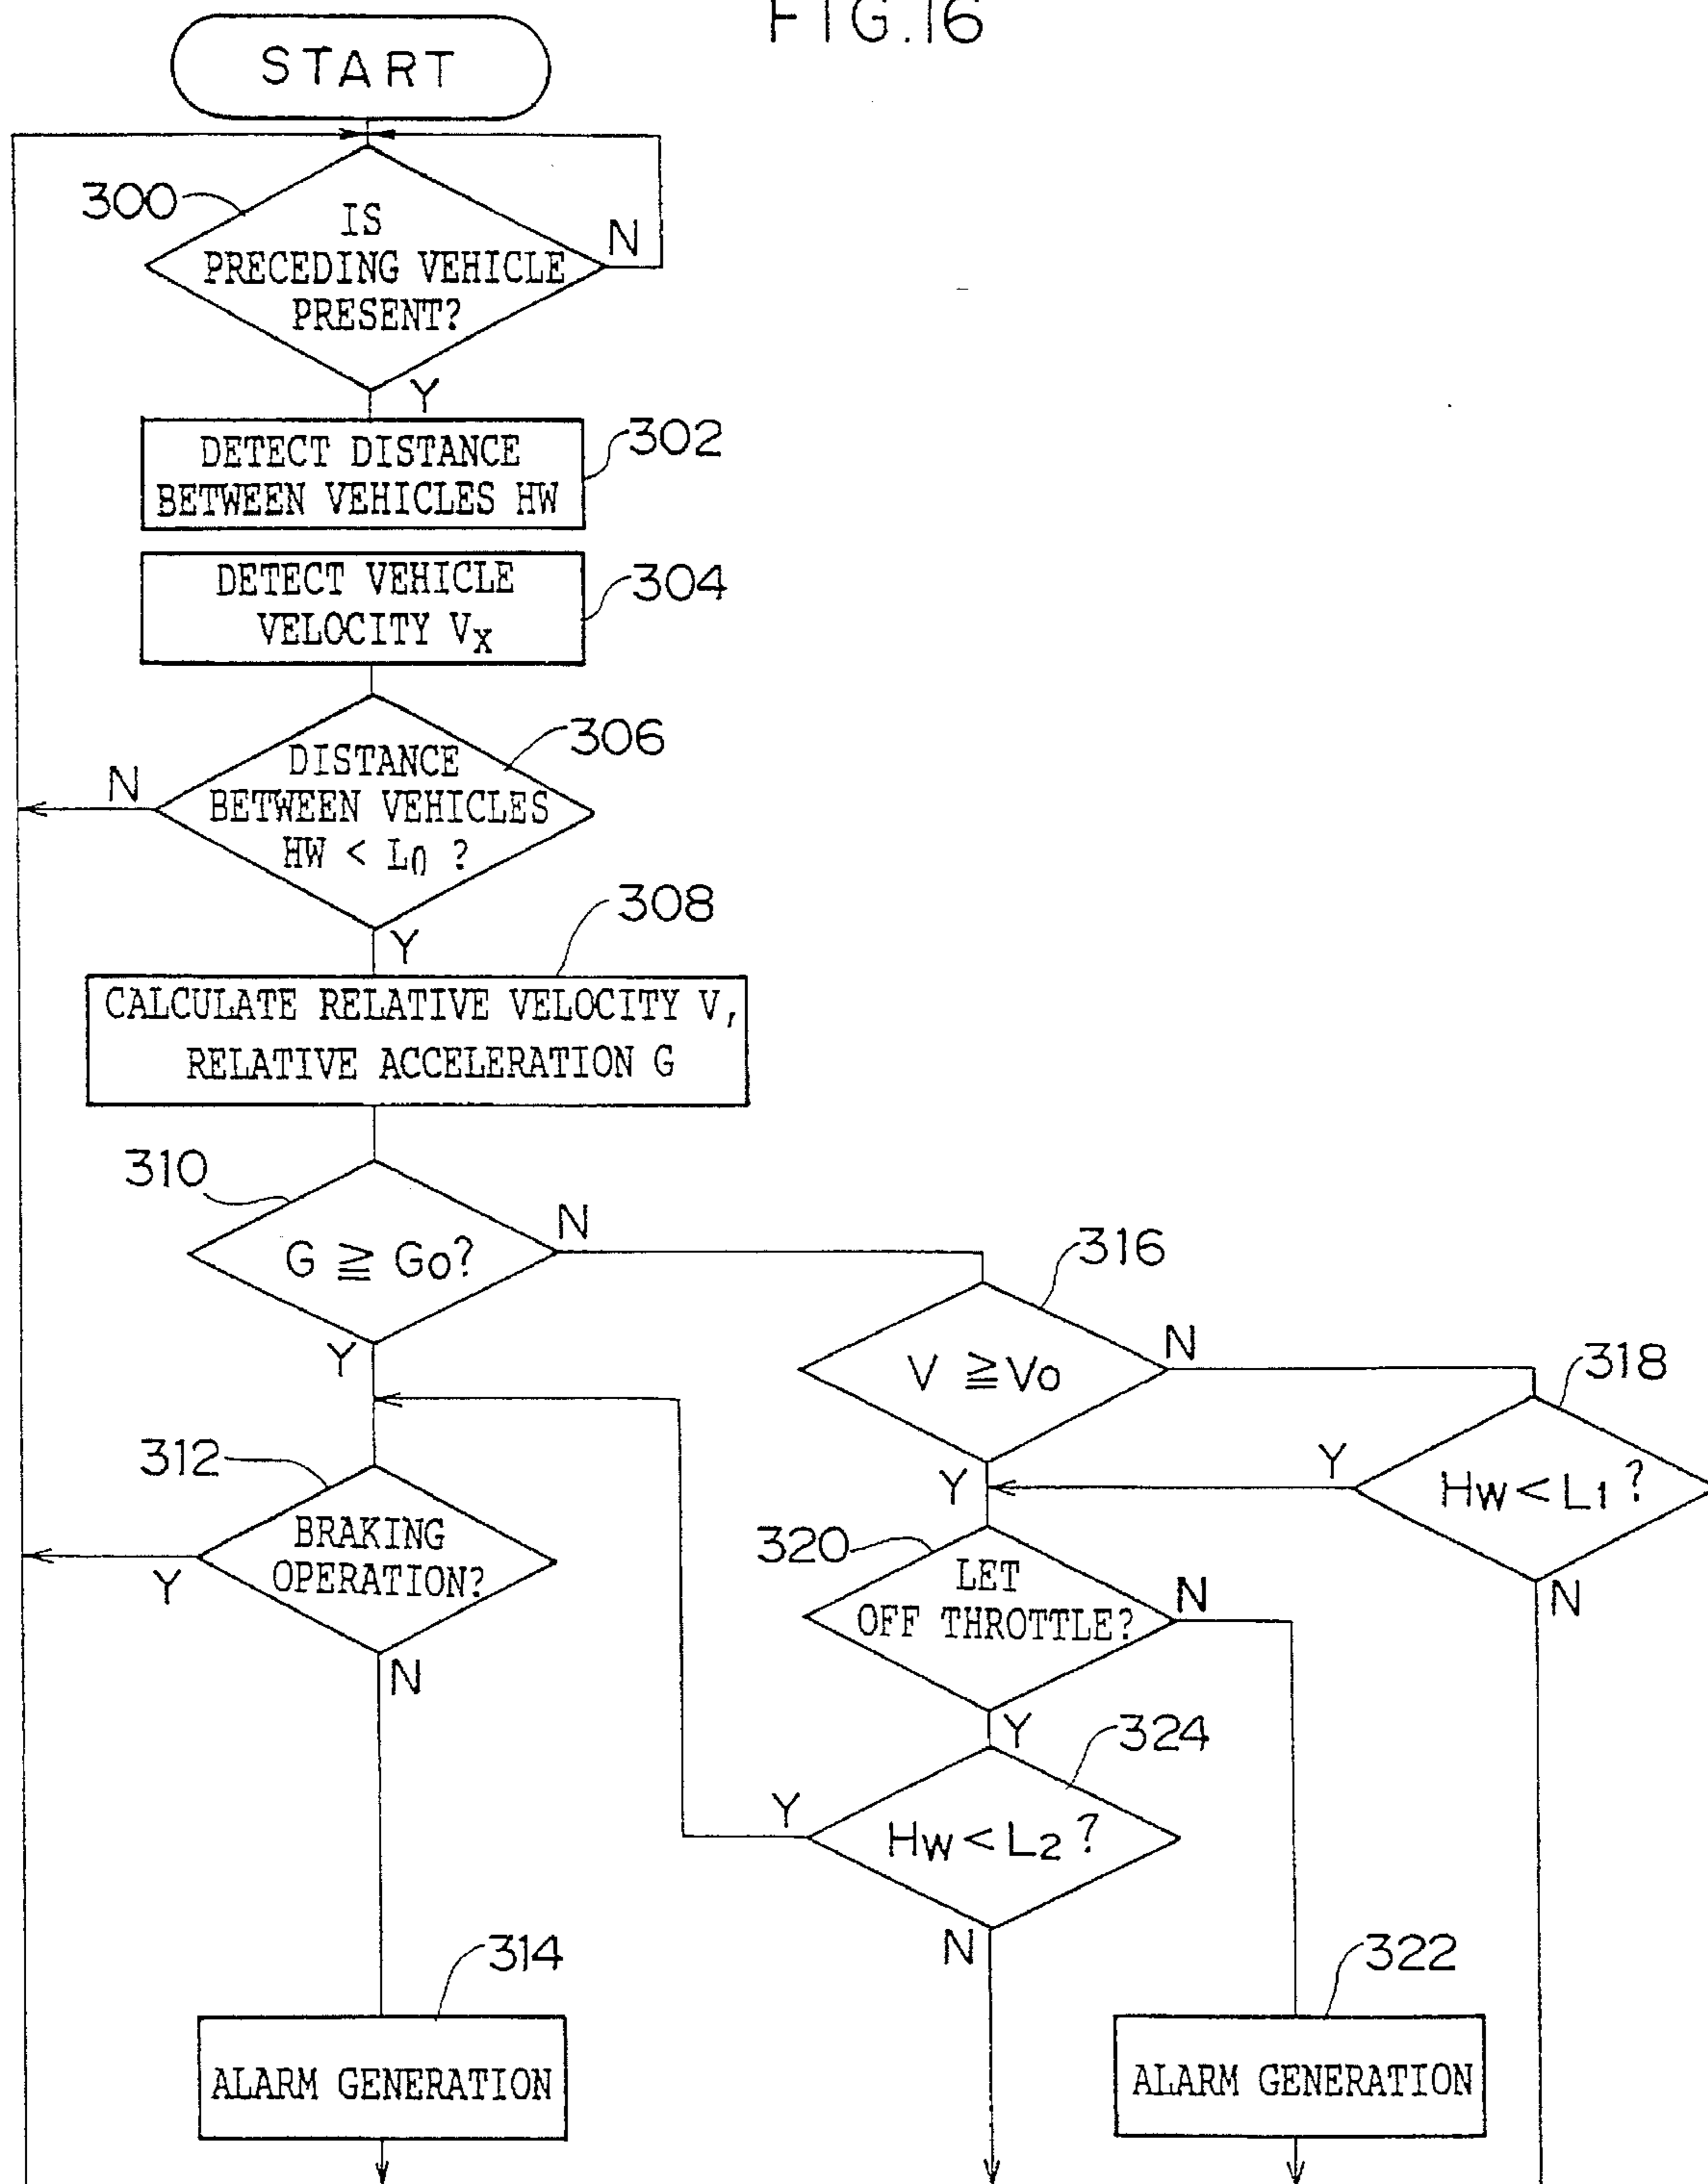 FIG.16
START
300
IS
PRECEDING VEHICLE
PRESENT?
N
Y
DETECT DISTANCE
BETWEEN VEHICLES HW
302
DETECT VEHICLE
VELOCITY Vx
304
DISTANCE
BETWEEN VEHICLES
HW < L0 ?
306
N
Y
308
CALCULATE RELATIVE VELOCITY V,
RELATIVE ACCELERATION G
310
G ≧ Go?
N
Y
316
V ≧ Vo
N
Y
318
Hw < L1 ?
Y
N
312
BRAKING
OPERATION?
Y
N
320
LET
OFF THROTTLE?
N
Y
324
Hw < L2 ?
Y
N
314
ALARM GENERATION
322
ALARM GENERATION